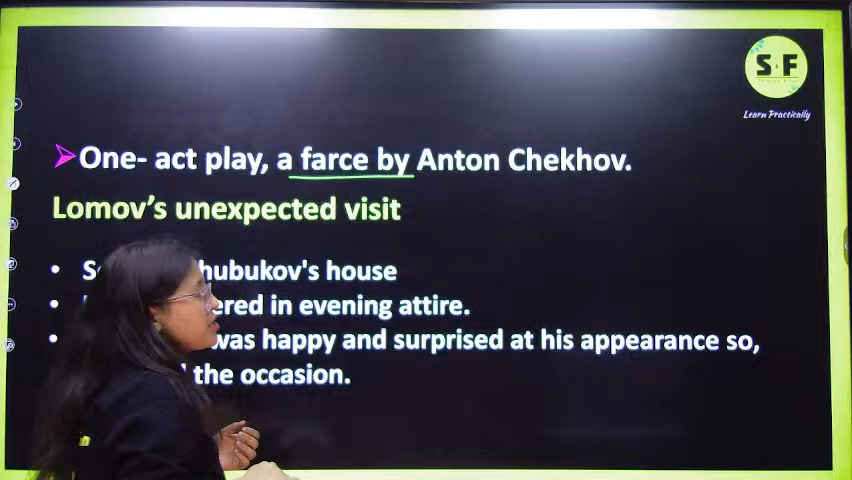 S F
Learn Practically
One- act play, a farce by Anton Chekhov.
Lomov's unexpected visit
hubukov's house
ered in evening attire.
was happy and surprised at his appearance so,
the occasion.